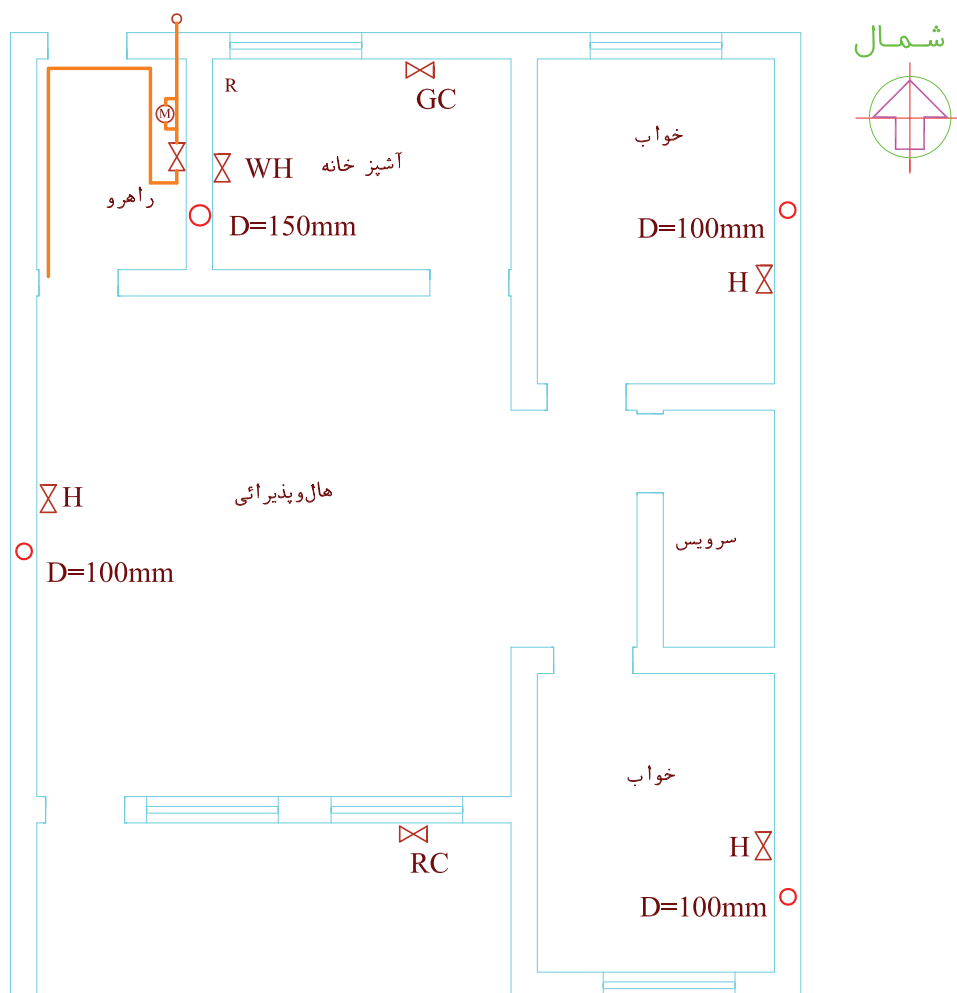 شمال
R
GC
M
خواب
WH
آشپز خانه
راهرو
D=150mm
D=100mm
H
هال‌وپذیرائی
H
سرویس
D=100mm
خواب
H
RC
D=100mm